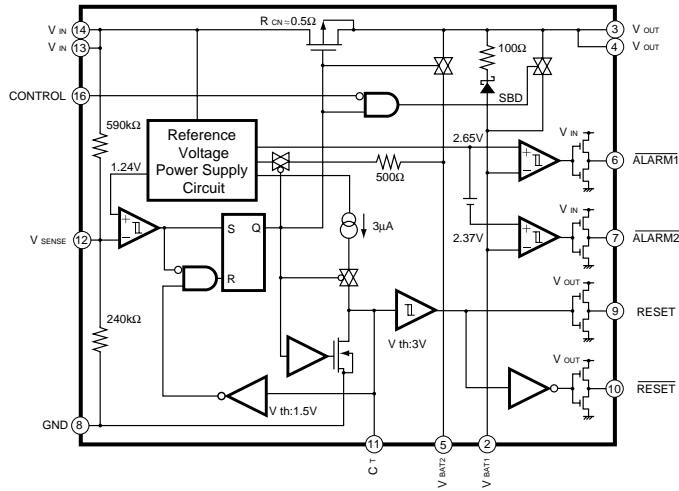 R CN ≈ 0.5Ω
V IN 14
V IN 13
3 V OUT
4 V OUT
100Ω
CONTROL 16
SBD
590kΩ
Reference
Voltage
Power Supply
Circuit
2.65V
V IN
+
−
6 ALARM1
1.24V
500Ω
+
−
V SENSE 12
S Q
R
3μA
2.37V
V IN
+
−
7 ALARM2
V OUT
9 RESET
240kΩ
V th:3V
V OUT
10 RESET
V th:1.5V
GND 8
11
C T
5
V BAT2
2
V BAT1